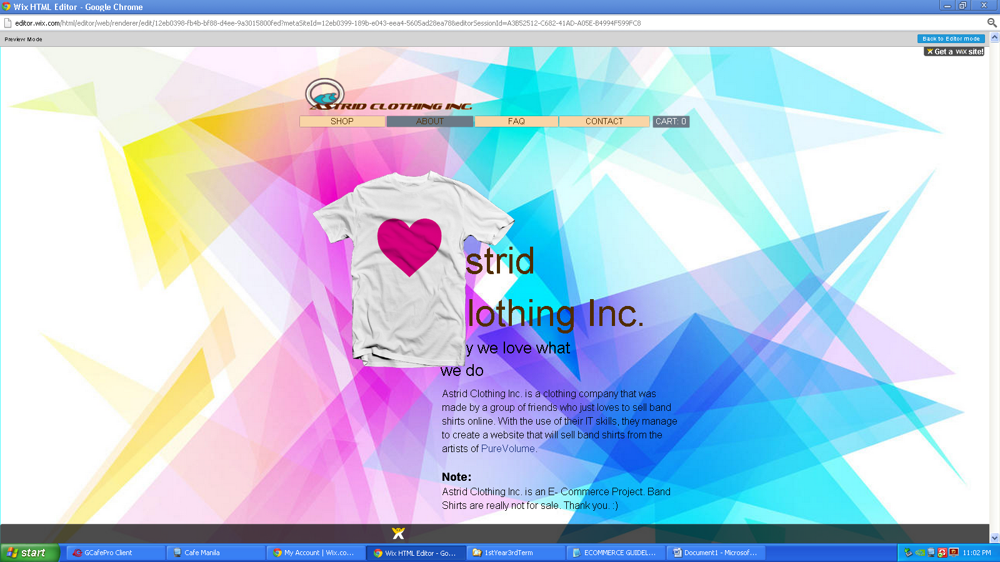 Wix HTML Editor - Google Chrome
editor.wix.com/html/editor/web/renderer/edit/12eb0398-fb4b-bf88-d4ee-9a3015800fed?metaSiteId=12eb0399-189b-e043-eea4-5605ad28ea78&editorSessionId=A3B52512-C682-41AD-A05E-B4994F599FC8
Preview Mode
Back to Editor mode
Get a WiX site!
ASTRID CLOTHING INC.
SHOP ABOUT FAQ CONTACT CART: 0
strid
lothing Inc.
y we love what
we do
Astrid Clothing Inc. is a clothing company that was
made by a group of friends who just loves to sell band
shirts online. With the use of their IT skills, they manage
to create a website that will sell band shirts from the
artists of PureVolume.
Note:
Astrid Clothing Inc. is an E- Commerce Project. Band
Shirts are really not for sale. Thank you. :)
start GCafePro Client Cafe Manila My Account | Wix.co... Wix HTML Editor - Go... 1stYear3rdTerm ECOMMERCE GUIDEL... Document1 - Microsof... 11:02 PM